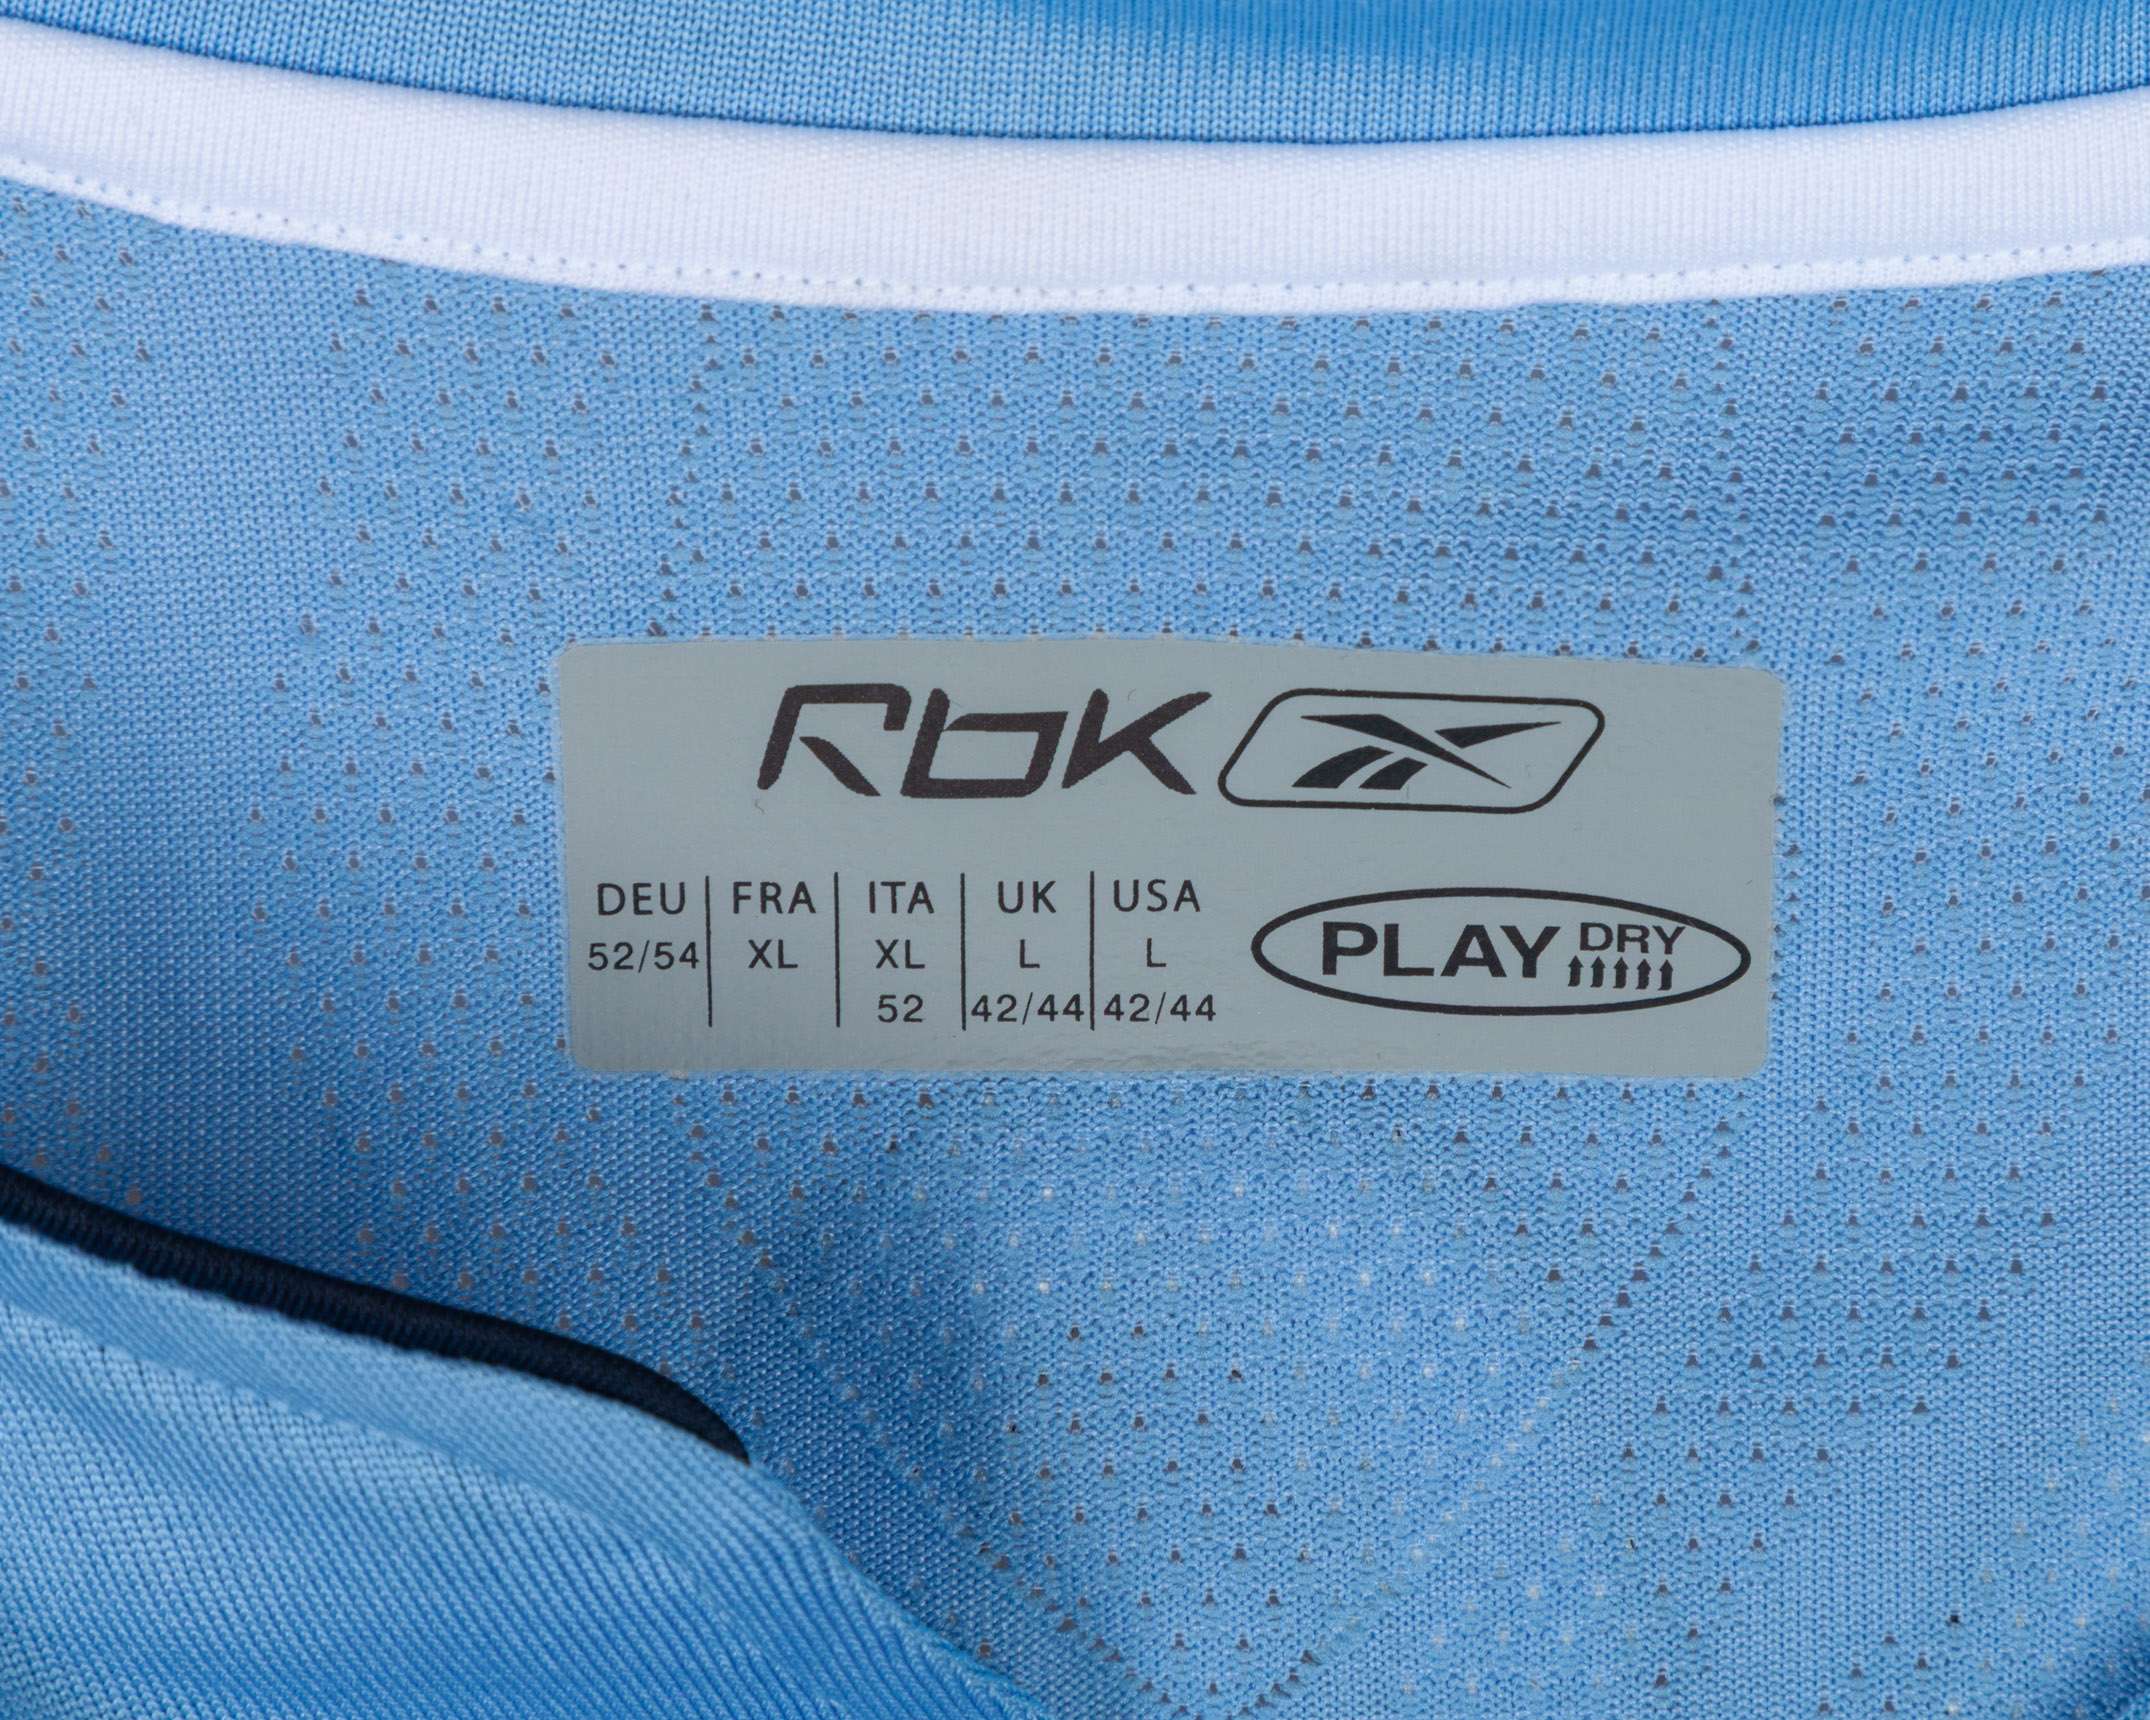 Rbk
DEU FRA ITA UK USA
52/54 XL XL L L
52 42/44 42/44
PLAY DRY